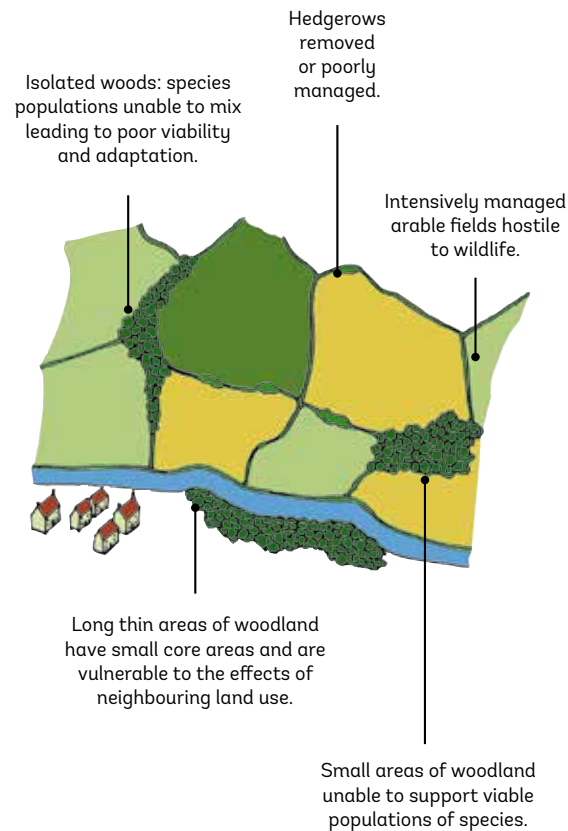 Hedgerows
removed
or poorly
managed.
Isolated woods: species
populations unable to mix
leading to poor viability
and adaptation.
Intensively managed
arable fields hostile
to wildlife.
Long thin areas of woodland
have small core areas and are
vulnerable to the effects of
neighbouring land use.
Small areas of woodland
unable to support viable
populations of species.